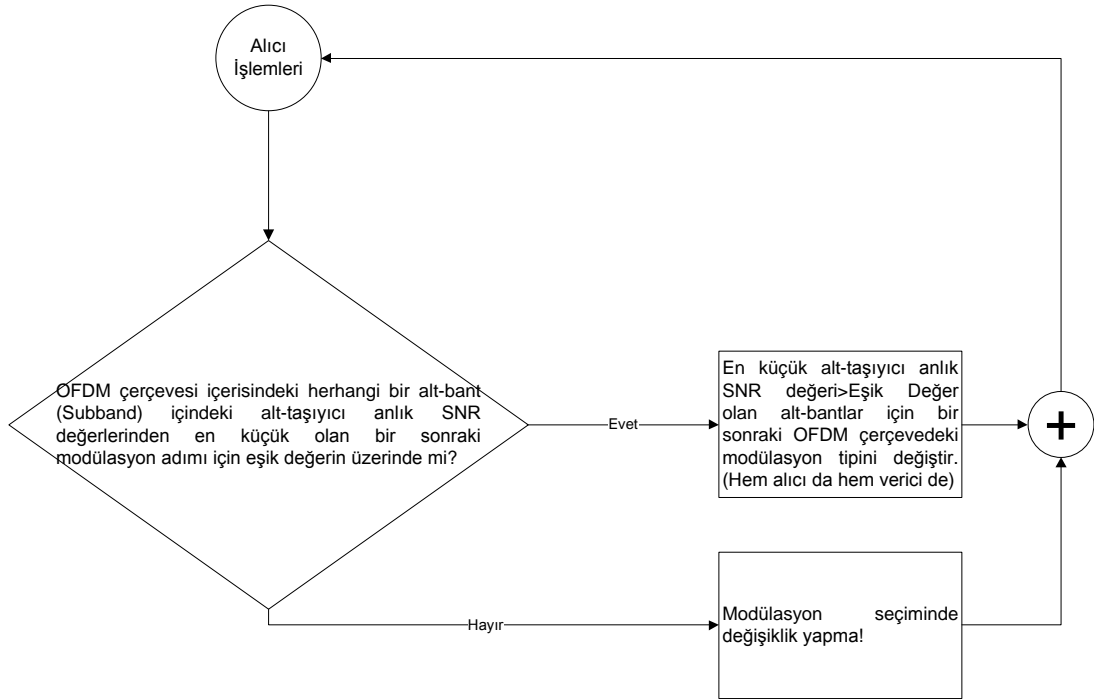 Alıcı
İşlemleri
OFDM çerçevesi içerisindeki herhangi bir alt-bant
(Subband) içindeki alt-taşıyıcı anlık SNR
değerlerinden en küçük olan bir sonraki
modülasyon adımı için eşik değerin üzerinde mi?
Evet
En küçük alt-taşıyıcı anlık
SNR değeri>Eşik Değer
olan alt-bantlar için bir
sonraki OFDM çerçevedeki
modülasyon tipini değiştir.
(Hem alıcı da hem verici de)
+
Hayır
Modülasyon seçiminde
değişiklik yapma!